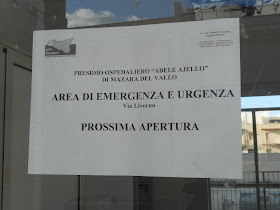 PRESIDIO OSPEDALIERO "ABELE AJELLO"
DI MAZARA DEL VALLO
AREA DI EMERGENZA E URGENZA
Via Livorno
PROSSIMA APERTURA